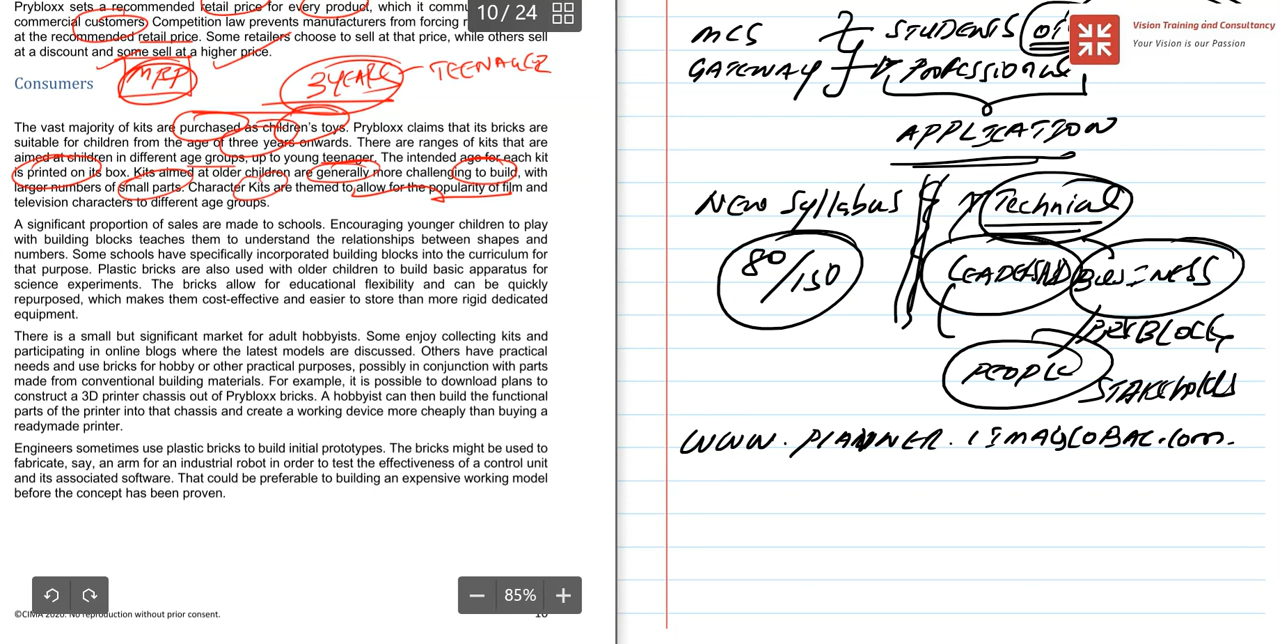 Prybloxx sets a recommended retail price for every product, which it commu
commercial customers. Competition law prevents manufacturers from forcing r
at the recommended retail price. Some retailers choose to sell at that price, while others sell
at a discount and some sell at a higher price.
MRP
3 YEARS – TEENAGER
Consumers
The vast majority of kits are purchased as children's toys. Prybloxx claims that its bricks are
suitable for children from the age of three years onwards. There are ranges of kits that are
aimed at children in different age groups, up to young teenager. The intended age for each kit
is printed on its box. Kits aimed at older children are generally more challenging to build, with
larger numbers of small parts. Character Kits are themed to allow for the popularity of film and
television characters to different age groups.
A significant proportion of sales are made to schools. Encouraging younger children to play
with building blocks teaches them to understand the relationships between shapes and
numbers. Some schools have specifically incorporated building blocks into the curriculum for
that purpose. Plastic bricks are also used with older children to build basic apparatus for
science experiments. The bricks allow for educational flexibility and can be quickly
repurposed, which makes them cost-effective and easier to store than more rigid dedicated
equipment.
There is a small but significant market for adult hobbyists. Some enjoy collecting kits and
participating in online blogs where the latest models are discussed. Others have practical
needs and use bricks for hobby or other practical purposes, possibly in conjunction with parts
made from conventional building materials. For example, it is possible to download plans to
construct a 3D printer chassis out of Prybloxx bricks. A hobbyist can then build the functional
parts of the printer into that chassis and create a working device more cheaply than buying a
readymade printer.
Engineers sometimes use plastic bricks to build initial prototypes. The bricks might be used to
fabricate, say, an arm for an industrial robot in order to test the effectiveness of a control unit
and its associated software. That could be preferable to building an expensive working model
before the concept has been proven.
©CIMA 2020. No reproduction without prior consent.
10 / 24
85%
MCS
GATEWAY
STUDENTS
PROFESSIONALS
APPLICATION
New Syllabus
80/150
Technical
LEADERSHIP
BUSINESS
PEOPLE
PRYBLOCX
STAKEHOLDS
WWW.PLANNER.CIMAGLOBAL.com.
Vision Training and Consultancy
Your Vision is our Passion